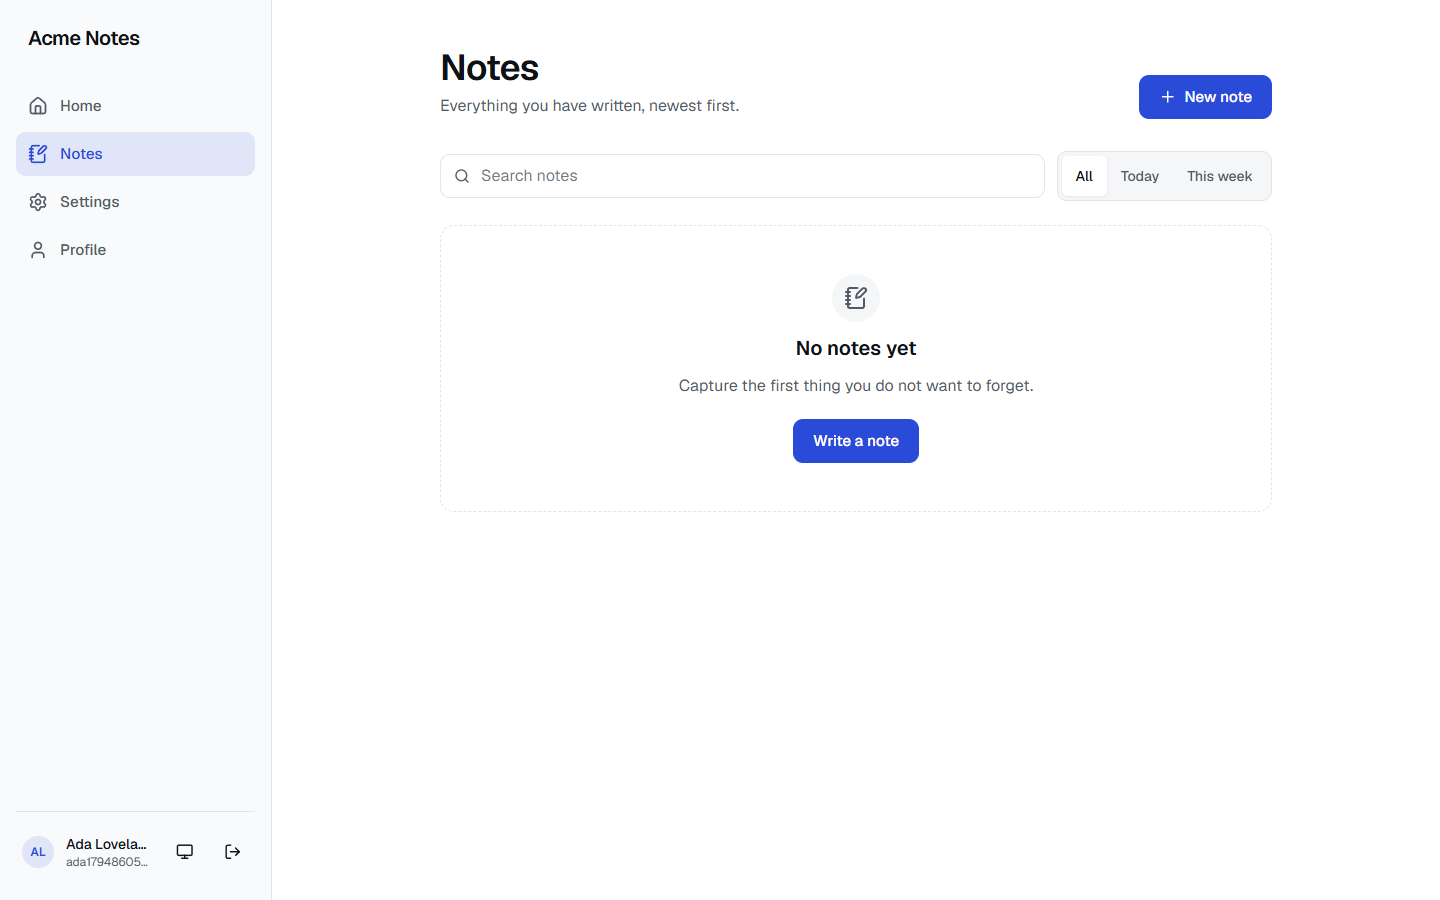 Acme Notes
Home
Notes
Settings
Profile
AL
Ada Lovela...
ada17948605...
Notes
Everything you have written, newest first.
New note
Search notes
All
Today
This week
No notes yet
Capture the first thing you do not want to forget.
Write a note